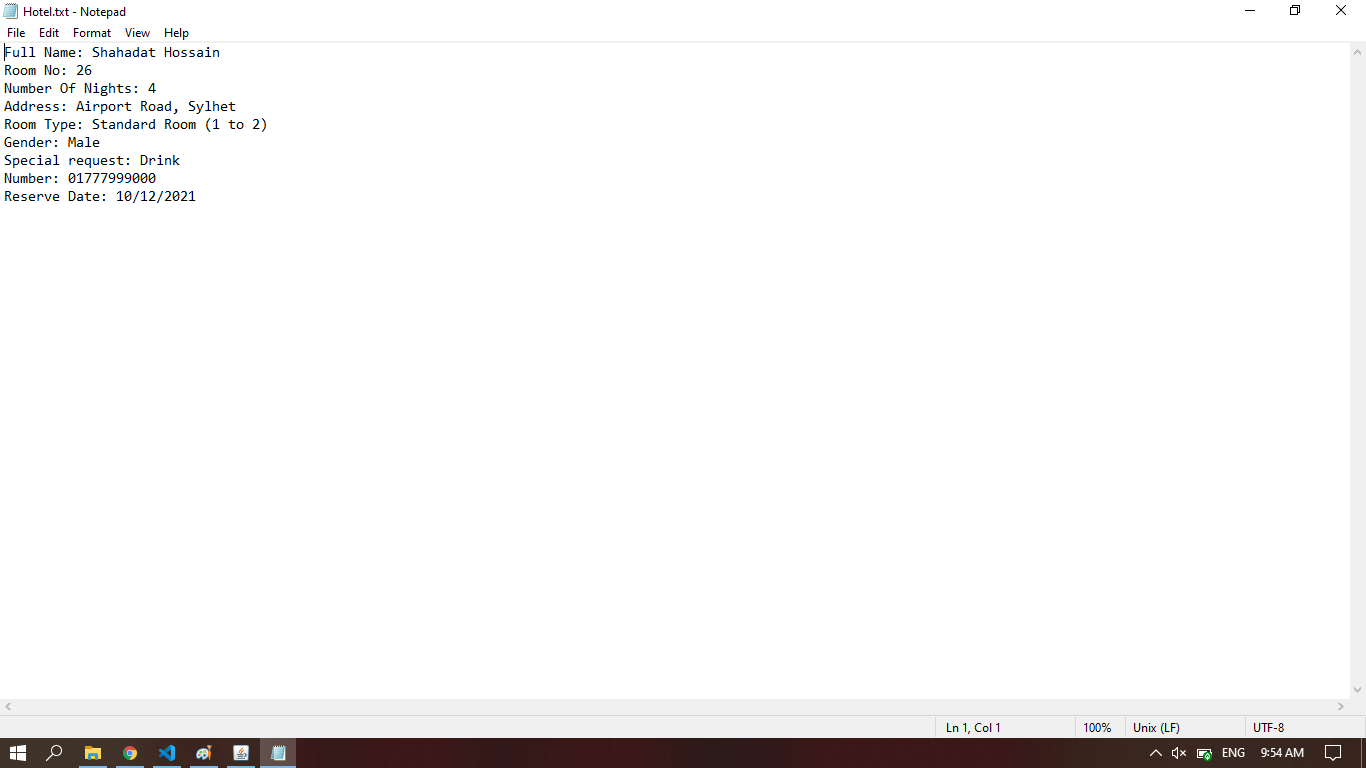 Hotel.txt - Notepad
File Edit Format View Help
Full Name: Shahadat Hossain
Room No: 26
Number Of Nights: 4
Address: Airport Road, Sylhet
Room Type: Standard Room (1 to 2)
Gender: Male
Special request: Drink
Number: 01777999000
Reserve Date: 10/12/2021
Ln 1, Col 1 100% Unix (LF) UTF-8
ENG 9:54 AM